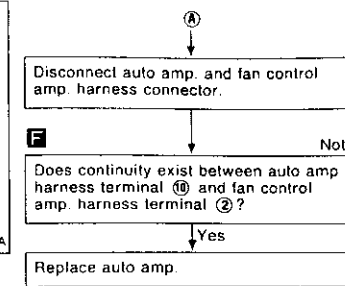 A
Disconnect auto amp. and fan control
amp. harness connector.
F
Not
Does continuity exist between auto amp
harness terminal ⑩ and fan control
amp. harness terminal ② ?
Yes
A
Replace auto amp.